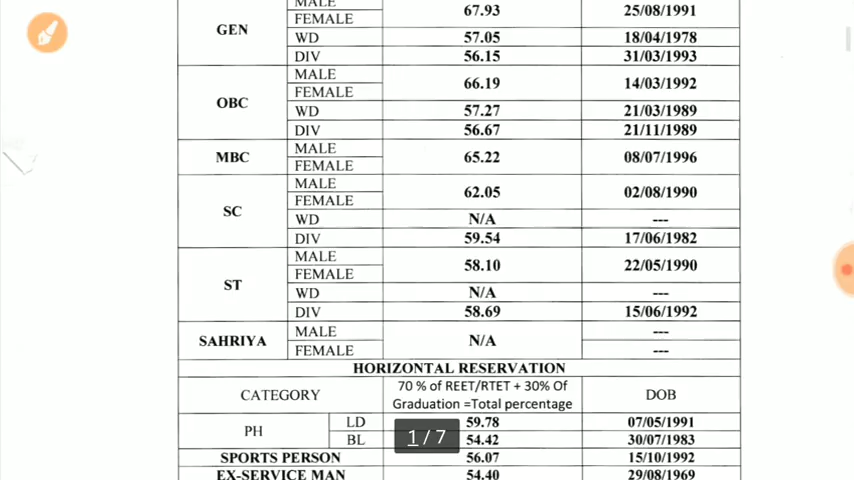 MALE
GEN FEMALE 67.93 25/08/1991
WD 57.05 18/04/1978
DIV 56.15 31/03/1993
MALE
OBC FEMALE 66.19 14/03/1992
WD 57.27 21/03/1989
DIV 56.67 21/11/1989
MBC MALE 65.22 08/07/1996
FEMALE
MALE
SC FEMALE 62.05 02/08/1990
WD N/A ---
DIV 59.54 17/06/1982
MALE
ST FEMALE 58.10 22/05/1990
WD N/A ---
DIV 58.69 15/06/1992
SAHRIYA MALE N/A ---
FEMALE ---
HORIZONTAL RESERVATION
CATEGORY 70 % of REET/RTET + 30% Of DOB
Graduation =Total percentage
PH LD 59.78 07/05/1991
BL 54.42 30/07/1983
1 / 7
SPORTS PERSON 56.07 15/10/1992
EX-SERVICE MAN 54.40 29/08/1969